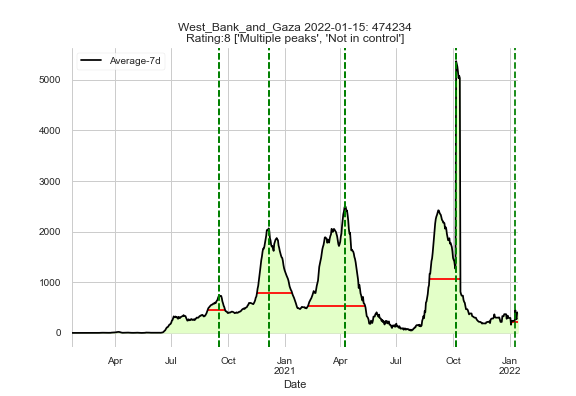 West_Bank_and_Gaza 2022-01-15: 474234
Rating:8 ['Multiple peaks', 'Not in control']
Average-7d
5000
4000
3000
2000
1000
0
Apr Jul Oct Jan Apr Jul Oct Jan
2021 2022
Date